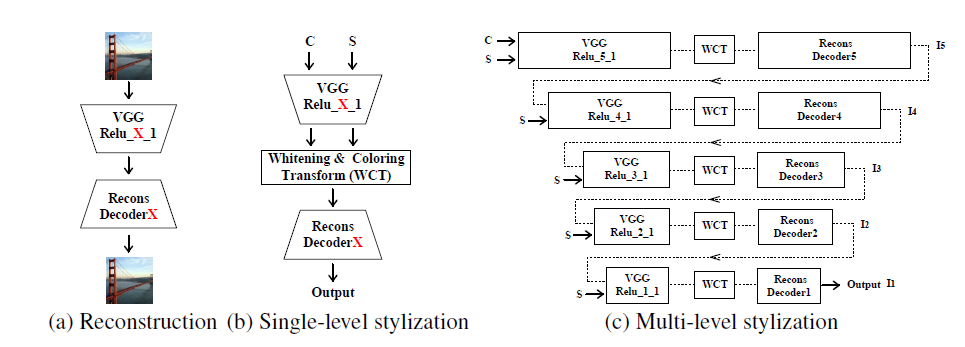 VGG
Relu_X_1
Recons
DecoderX
(a) Reconstruction
C S
VGG
Relu_X_1
Whitening & Coloring
Transform (WCT)
Recons
DecoderX
Output
(b) Single-level stylization
C
S
VGG
Relu_5_1
WCT
Recons
Decoder5
I5
S
VGG
Relu_4_1
WCT
Recons
Decoder4
I4
S
VGG
Relu_3_1
WCT
Recons
Decoder3
I3
S
VGG
Relu_2_1
WCT
Recons
Decoder2
I2
S
VGG
Relu_1_1
WCT
Recons
Decoder1
Output I1
(c) Multi-level stylization